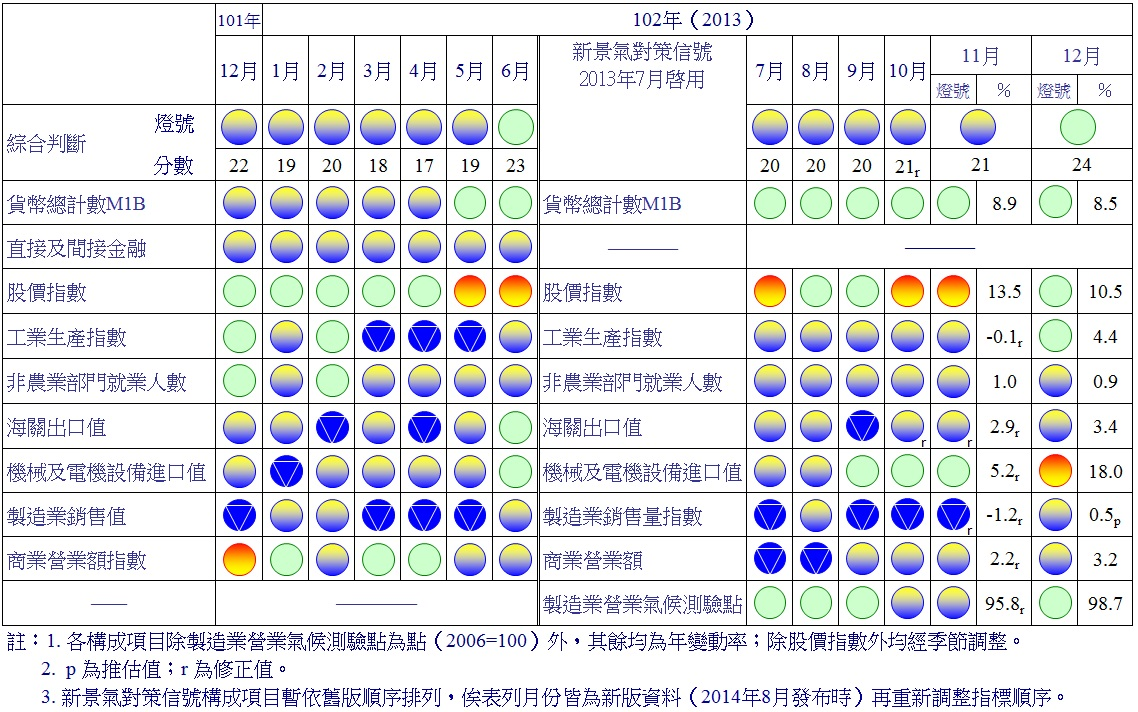 101年 102年（2013）
12月 1月 2月 3月 4月 5月 6月 新景氣對策信號 2013年7月啓用 7月 8月 9月 10月 11月 12月
燈號 % 燈號 %
綜合判斷 燈號
分數 22 19 20 18 17 19 23 20 20 20 21r 21 24
貨幣總計數M1B 貨幣總計數M1B 8.9 8.5
直接及間接金融 ——— ———
股價指數 股價指數 13.5 10.5
工業生產指數 工業生產指數 -0.1r 4.4
非農業部門就業人數 非農業部門就業人數 1.0 0.9
海關出口值 海關出口值 r r 2.9r 3.4
機械及電機設備進口值 機械及電機設備進口值 5.2r 18.0
製造業銷售值 製造業銷售量指數 r -1.2r 0.5p
商業營業額指數 商業營業額 2.2r 3.2
—— ——— 製造業營業氣候測驗點 95.8r 98.7
註：1. 各構成項目除製造業營業氣候測驗點為點（2006=100）外，其餘均為年變動率；除股價指數外均經季節調整。
2. p 為推估值；r 為修正值。
3. 新景氣對策信號構成項目暫依舊版順序排列，俟表列月份皆為新版資料（2014年8月發布時）再重新調整指標順序。